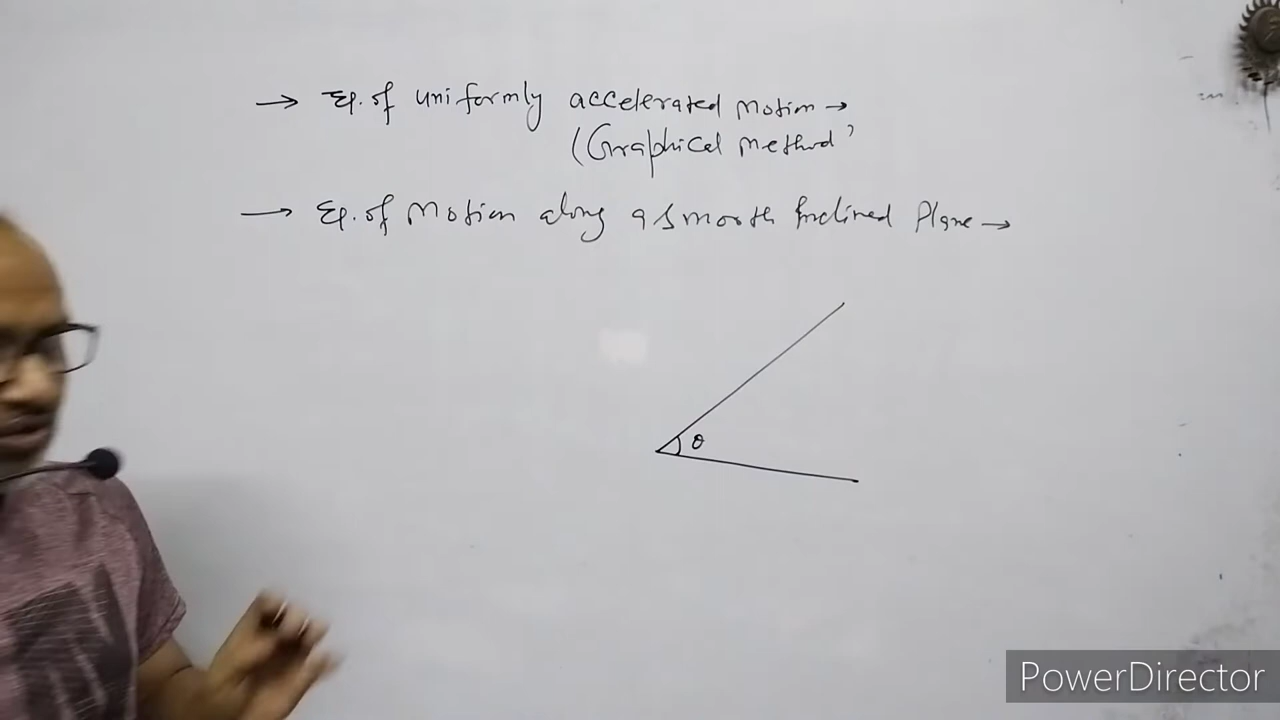 → Eq. of uniformly accelerated Motion →
(Graphical Method)
→ Eq. of Motion along a smooth Inclined Plane →
θ
PowerDirector